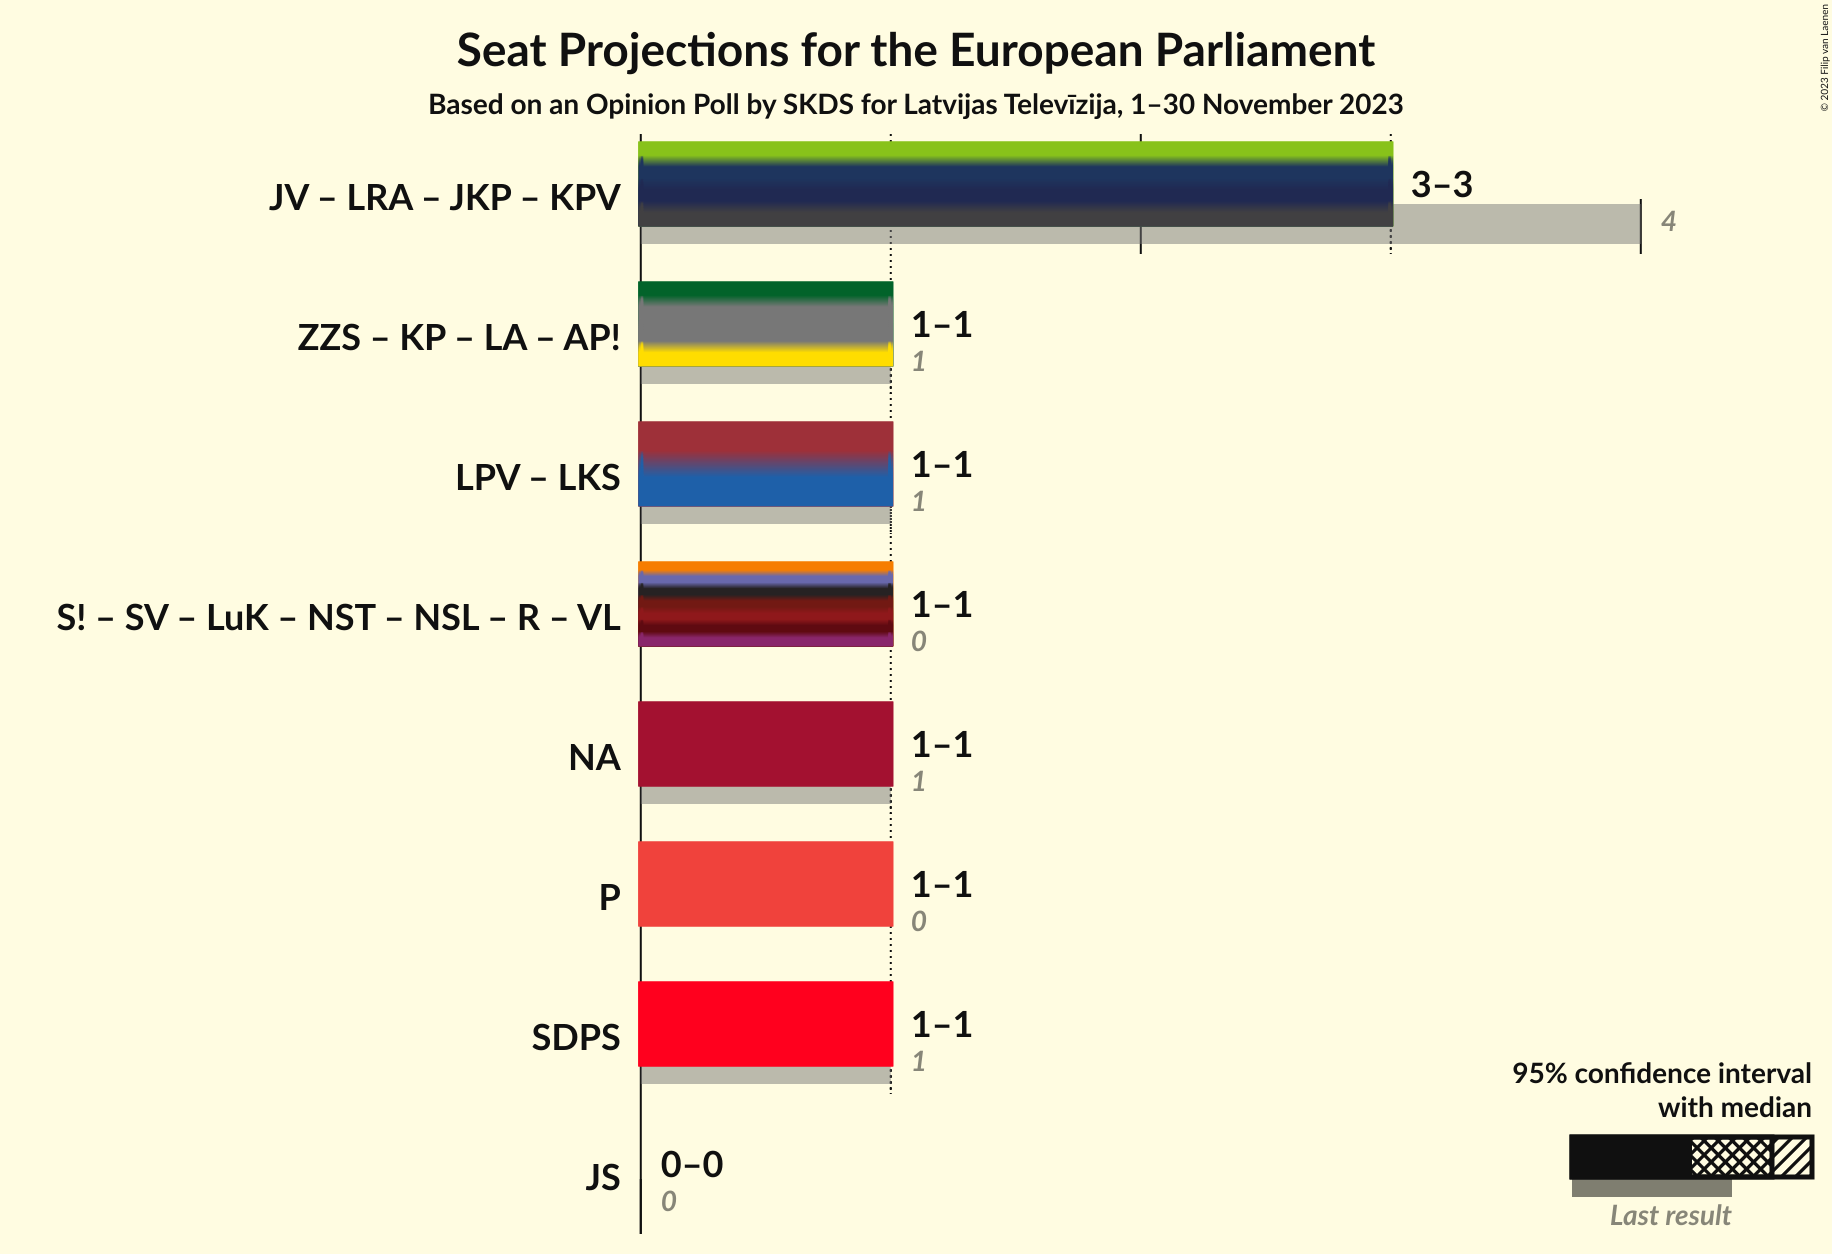 Seat Projections for the European Parliament
Based on an Opinion Poll by SKDS for Latvijas Televīzija, 1–30 November 2023
© 2023 Filip van Laenen
JV – LRA – JKP – KPV
3–3
4
ZZS – KP – LA – AP!
1–1
1
LPV – LKS
1–1
1
S! – SV – LuK – NST – NSL – R – VL
1–1
0
NA
1–1
1
P
1–1
0
SDPS
1–1
1
JS
0–0
0
95% confidence interval
with median
Last result